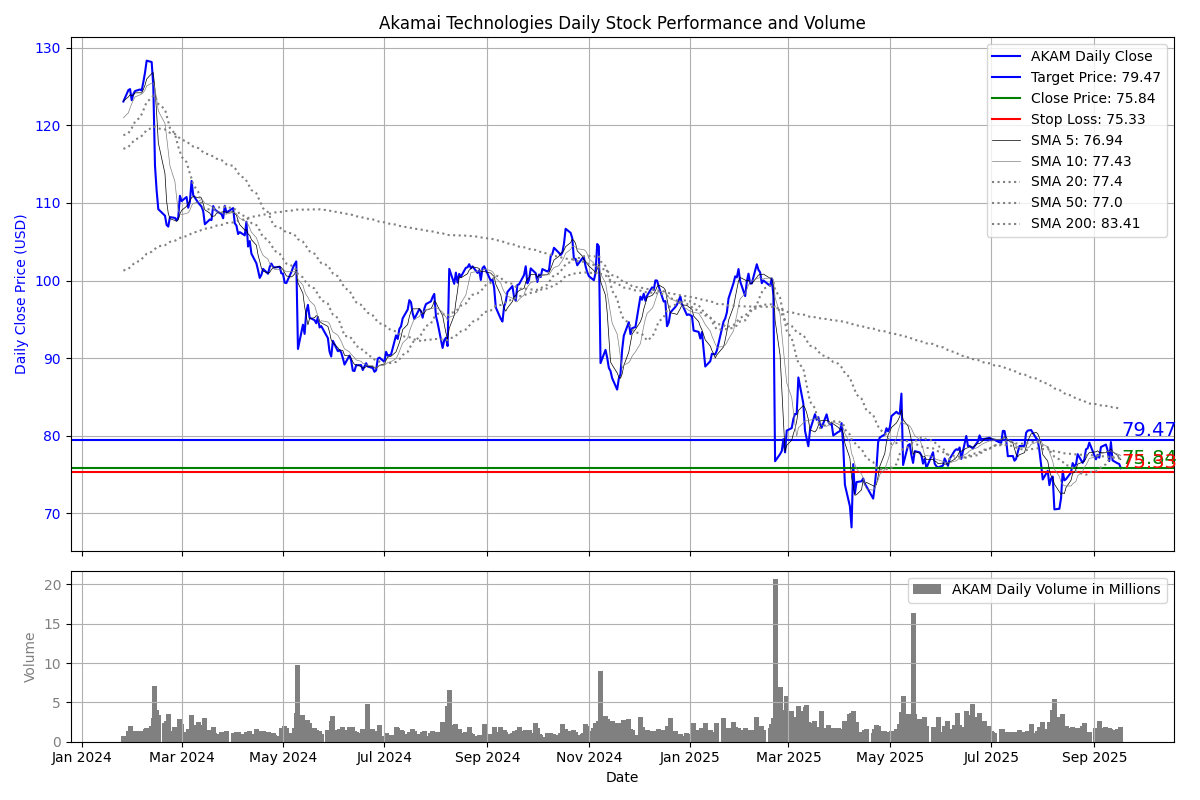 Akamai Technologies Daily Stock Performance and Volume
Daily Close Price (USD)
130
120
110
100
90
80
70
AKAM Daily Close
Target Price: 79.47
Close Price: 75.84
Stop Loss: 75.33
SMA 5: 76.94
SMA 10: 77.43
SMA 20: 77.4
SMA 50: 77.0
SMA 200: 83.41
79.47
75.84
75.33
Volume
20
15
10
5
0
AKAM Daily Volume in Millions
Jan 2024
Mar 2024
May 2024
Jul 2024
Sep 2024
Nov 2024
Jan 2025
Mar 2025
May 2025
Jul 2025
Sep 2025
Date